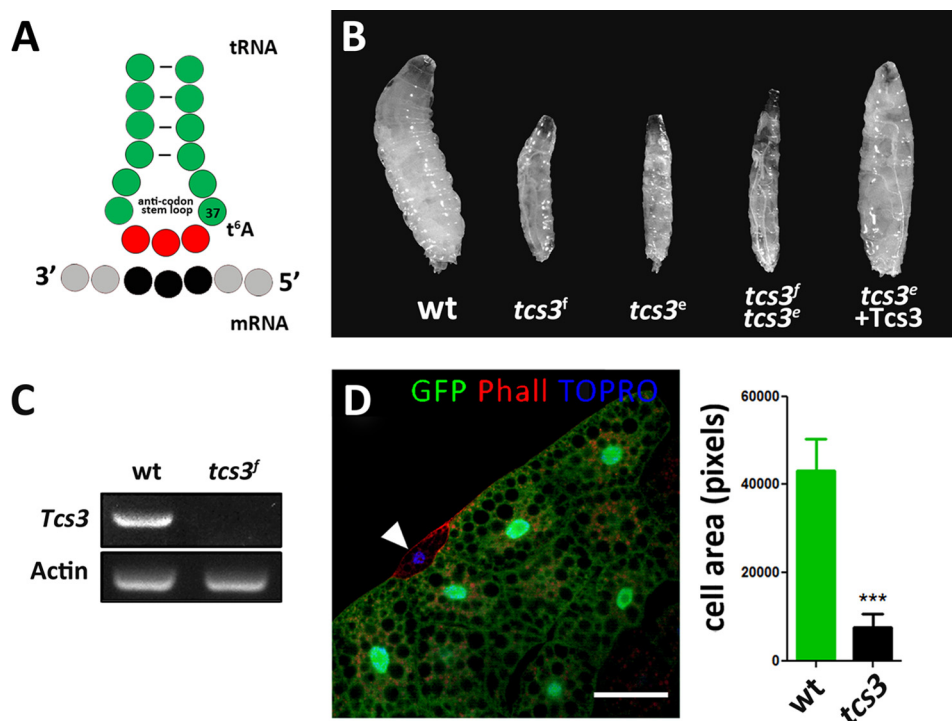 A
tRNA
anti-codon
stem loop
37
t⁶A
3’
5’
mRNA
B
wt
tcs3ᶠ
tcs3ᵉ
tcs3ᶠ
tcs3ᵉ
tcs3ᵉ
+Tcs3
C
wt
tcs3ᶠ
Tcs3
Actin
D
GFP Phall TOPRO
cell area (pixels)
60000
40000
20000
0
***
wt
tcs3